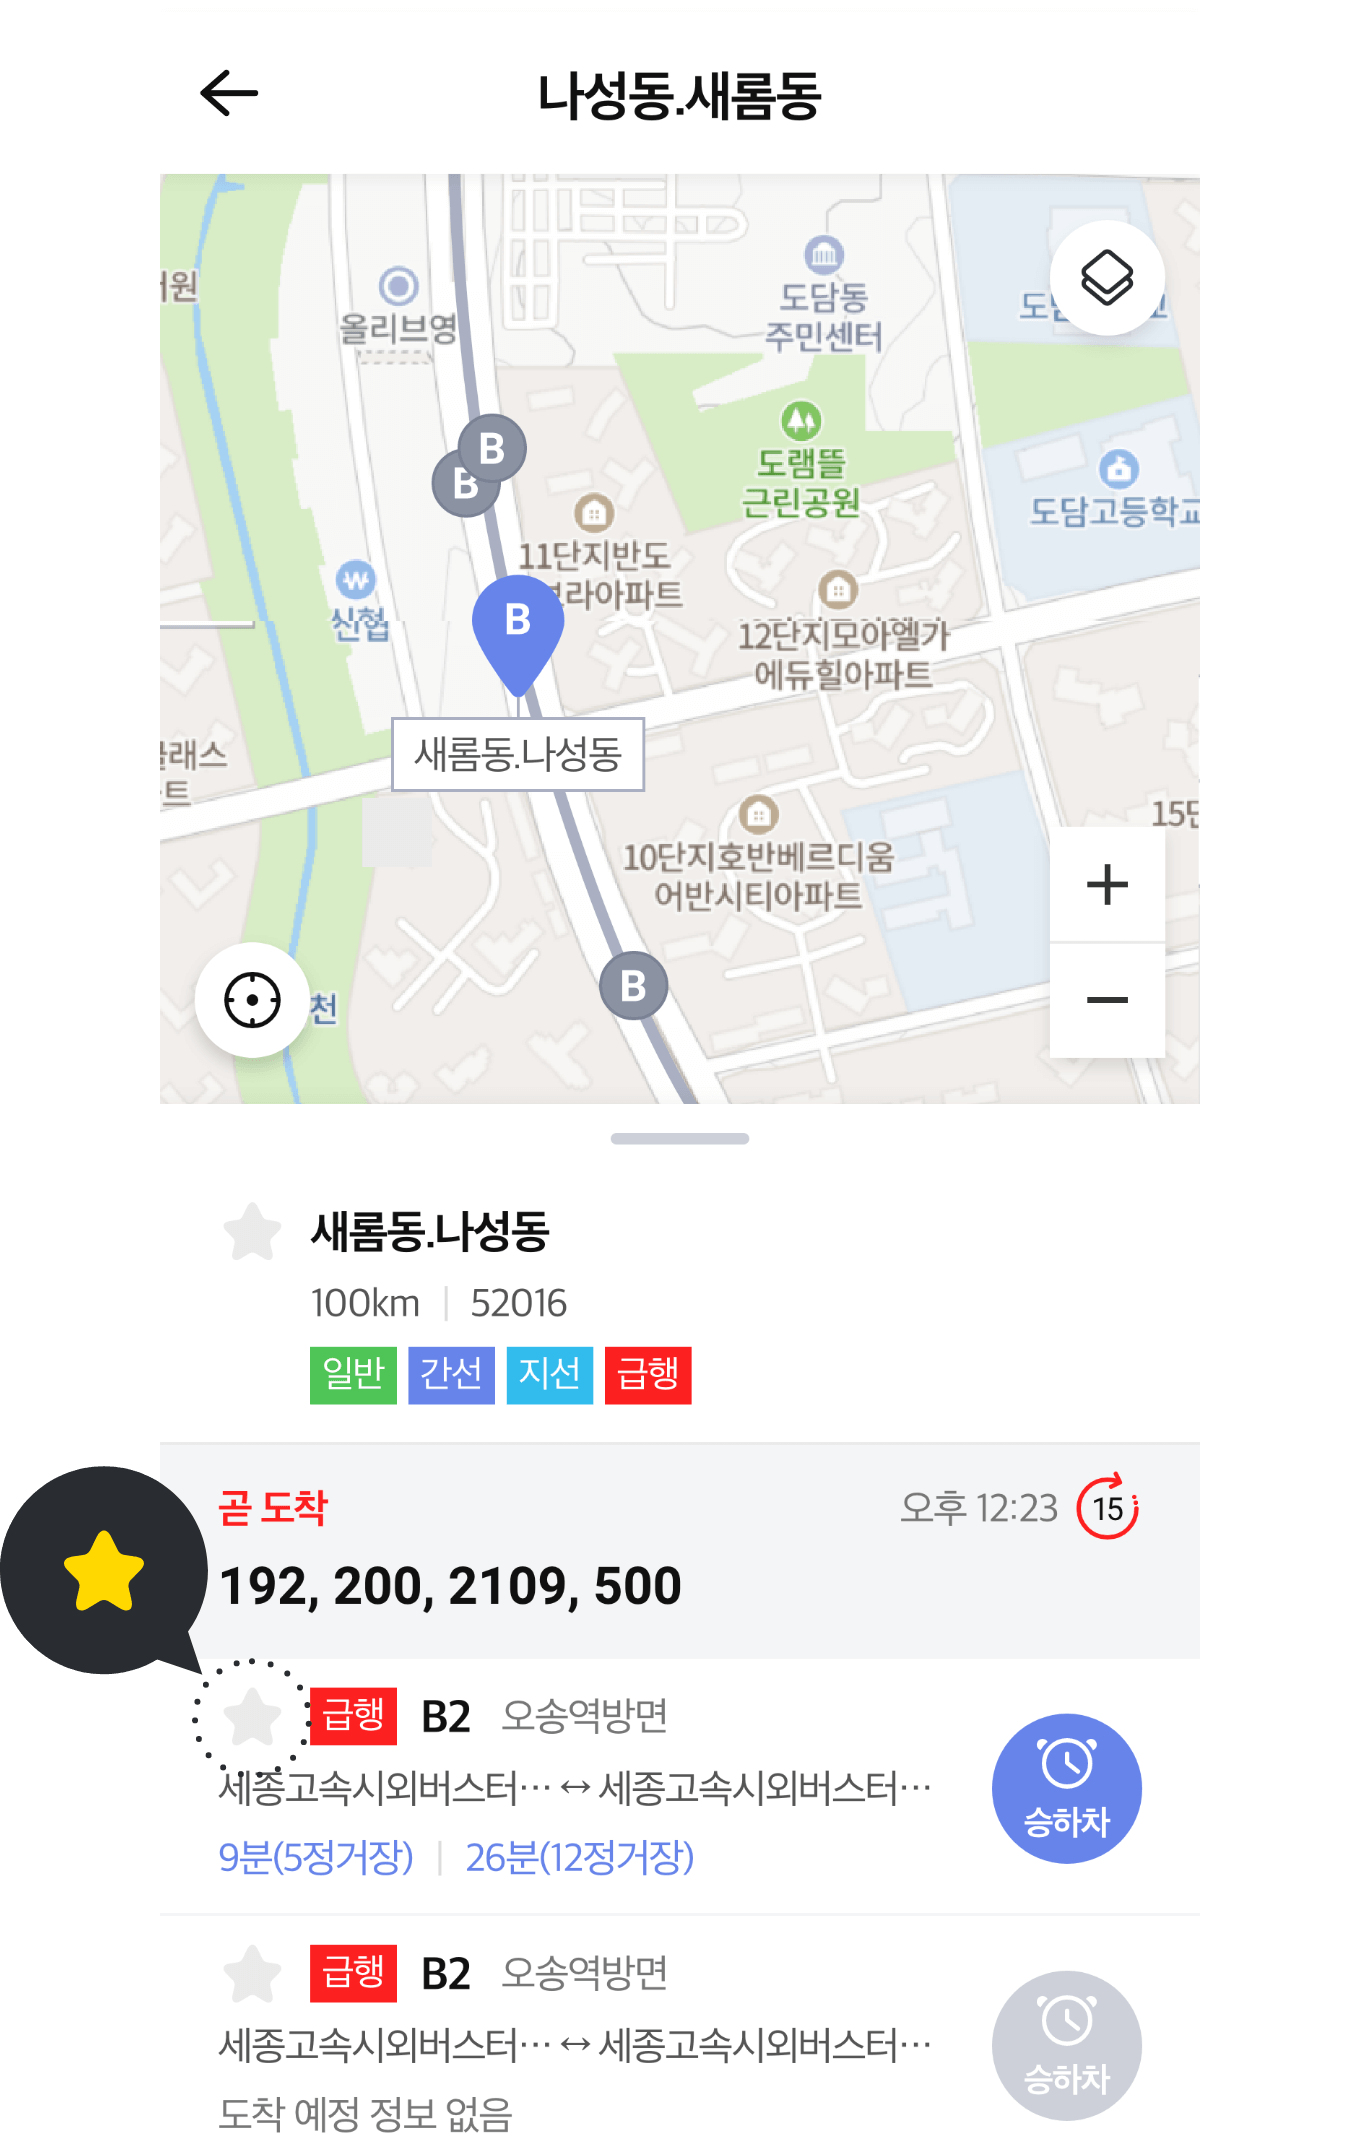 나성동.새롬동
올리브영
도담동
주민센터
B
B
도램뜰
근린공원
도담고등학교
11단지반도
라아파트
신협
B
12단지모아엘가
에듀힐아파트
새롬동.나성동
래스
트
15단
10단지호반베르디움
어반시티아파트
B
천
새롬동.나성동
100km | 52016
일반 간선 지선 급행
곧 도착 오후 12:23 15
192, 200, 2109, 500
급행 B2 오송역방면
세종고속시외버스터… ↔ 세종고속시외버스터…
승하차
9분(5정거장) | 26분(12정거장)
급행 B2 오송역방면
세종고속시외버스터… ↔ 세종고속시외버스터…
승하차
도착 예정 정보 없음